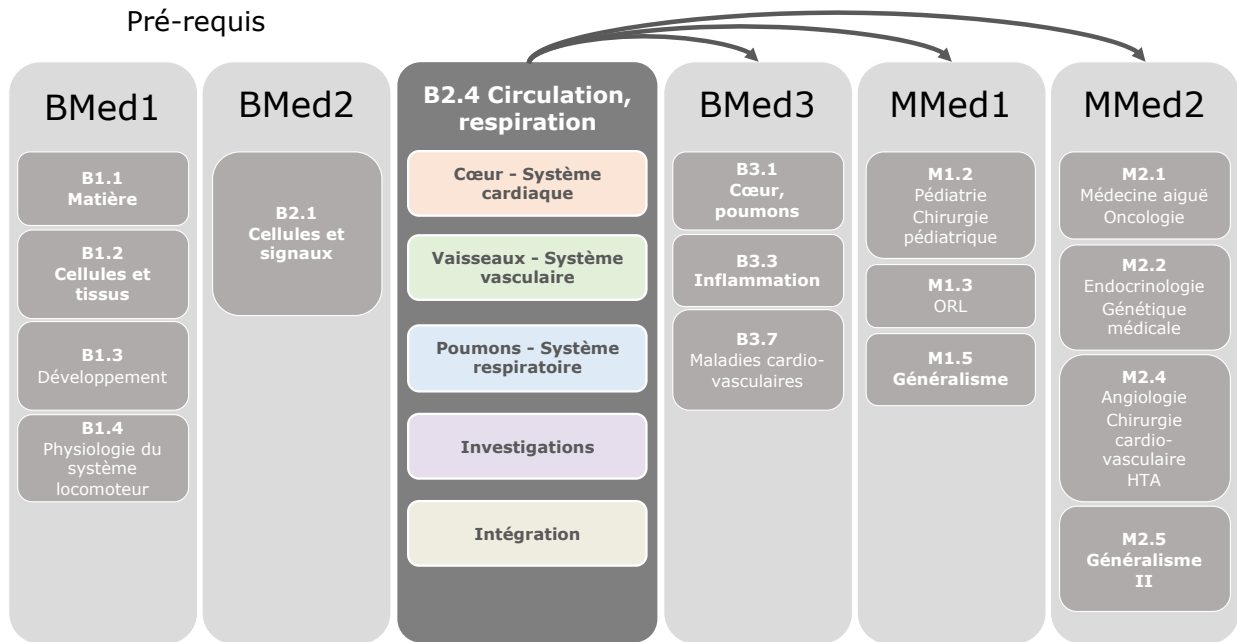 Pré-requis
BMed1
B1.1
Matière
B1.2
Cellules et
tissus
B1.3
Développement
B1.4
Physiologie du
système
locomoteur
BMed2
B2.1
Cellules et
signaux
B2.4 Circulation,
respiration
Cœur - Système
cardiaque
Vaisseaux - Système
vasculaire
Poumons - Système
respiratoire
Investigations
Intégration
BMed3
B3.1
Cœur,
poumons
B3.3
Inflammation
B3.7
Maladies cardio-
vasculaires
MMed1
M1.2
Pédiatrie
Chirurgie
pédiatrique
M1.3
ORL
M1.5
Généralisme
MMed2
M2.1
Médecine aiguë
Oncologie
M2.2
Endocrinologie
Génétique
médicale
M2.4
Angiologie
Chirurgie
cardio-
vasculaire
HTA
M2.5
Généralisme
II